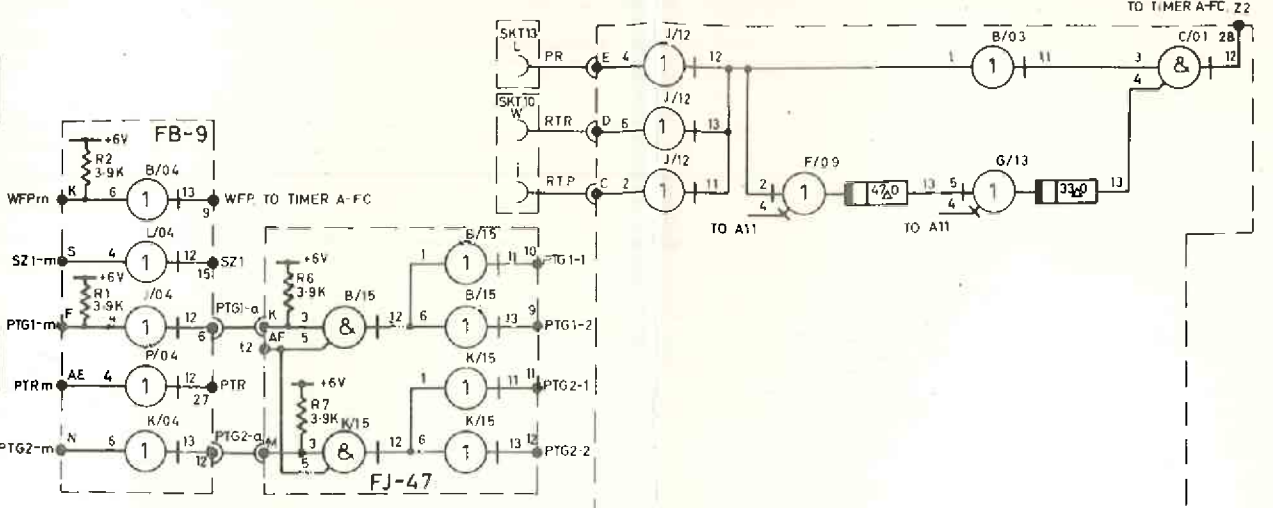 TO TIMER A-FC, Z2
SKT13
L
PR
E
4
J/12
1
12
1
B/03
1
11
3
4
C/01
&
28
12
SKT10
W
RTR
D
6
J/12
1
13
RTP
C
2
J/12
1
11
2
4
F/09
1
TO A11
13
5
4
G/13
1
TO A11
13
FB-9
+6V
R2
3·9K
WFPm
K
6
B/04
1
13
9
WFP, TO TIMER A-FC
SZ1-m
S
4
L/04
1
12
15
SZ1
+6V
R1
3·9K
PTG1-m
F
4
J/04
1
12
6
PTG1-a
PTRm
AE
4
P/04
1
12
27
PTR
PTG2-m
N
6
K/04
1
13
12
PTG2-a
+6V
R6
3·9K
K
3
5
AF
t2
B/15
&
12
1
B/15
1
11
10
PTG1-1
6
B/15
1
13
9
PTG1-2
+6V
R7
3·9K
M
3
5
K/15
&
12
1
K/15
1
11
11
PTG2-1
6
K/15
1
13
12
PTG2-2
FJ-47